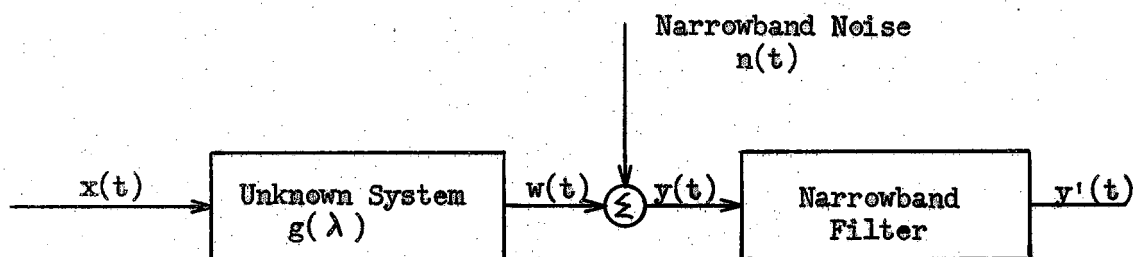 Narrowband Noise
n(t)
x(t)
Unknown System
g(λ)
w(t)
Σ
y(t)
Narrowband
Filter
y'(t)